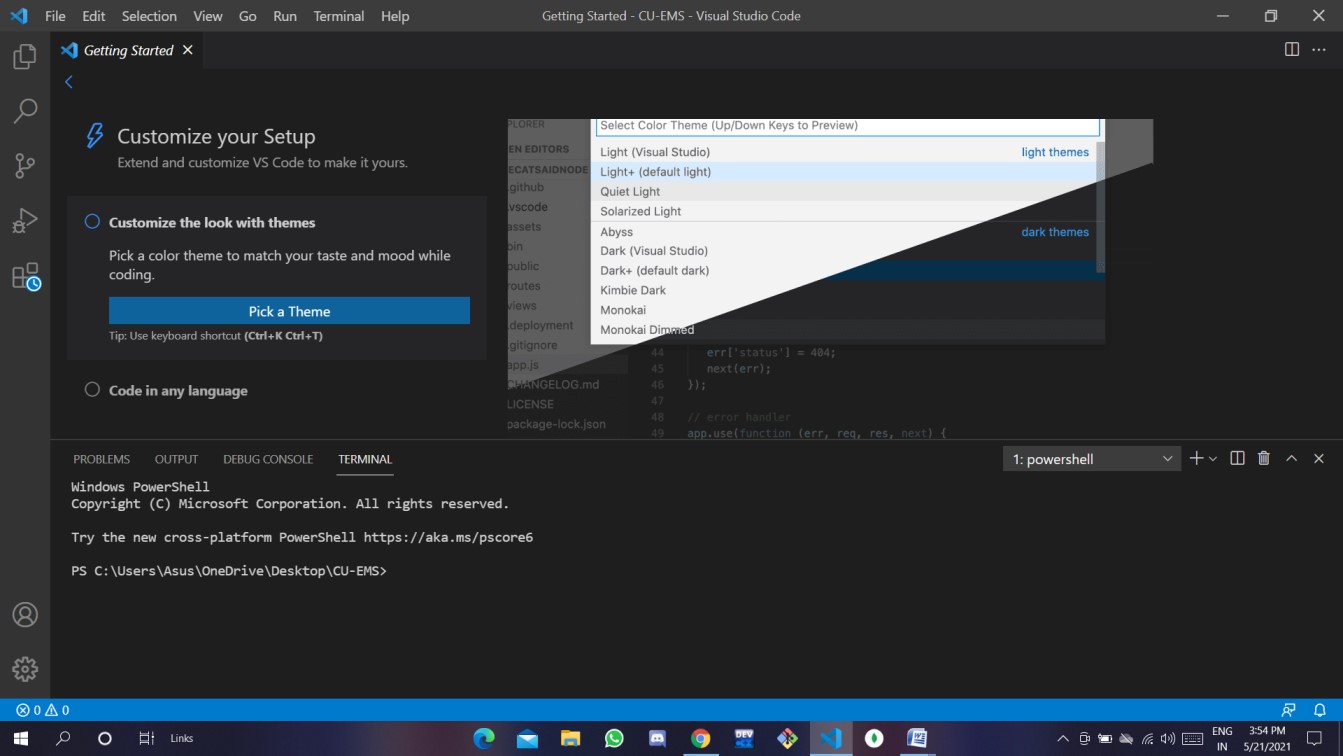 File Edit Selection View Go Run Terminal Help
Getting Started - CU-EMS - Visual Studio Code
Getting Started
Customize your Setup
Extend and customize VS Code to make it yours.
Customize the look with themes
Pick a color theme to match your taste and mood while
coding.
Pick a Theme
Tip: Use keyboard shortcut (Ctrl+K Ctrl+T)
Code in any language
PLORER
EN EDITORS
ECATSAIDNODE
.github
.vscode
assets
bin
public
routes
views
.deployment
.gitignore
app.js
CHANGELOG.md
LICENSE
package-lock.json
Select Color Theme (Up/Down Keys to Preview)
Light (Visual Studio) light themes
Light+ (default light)
Quiet Light
Solarized Light
Abyss dark themes
Dark (Visual Studio)
Dark+ (default dark)
Kimbie Dark
Monokai
Monokai Dimmed
44 err['status'] = 404;
45 next(err);
46 });
47
48 // error handler
49 app.use(function (err, req, res, next) {
PROBLEMS OUTPUT DEBUG CONSOLE TERMINAL
1: powershell
Windows PowerShell
Copyright (C) Microsoft Corporation. All rights reserved.
Try the new cross-platform PowerShell https://aka.ms/pscore6
PS C:\Users\Asus\OneDrive\Desktop\CU-EMS>
0 0
Links
DEV
ENG
IN
3:54 PM
5/21/2021